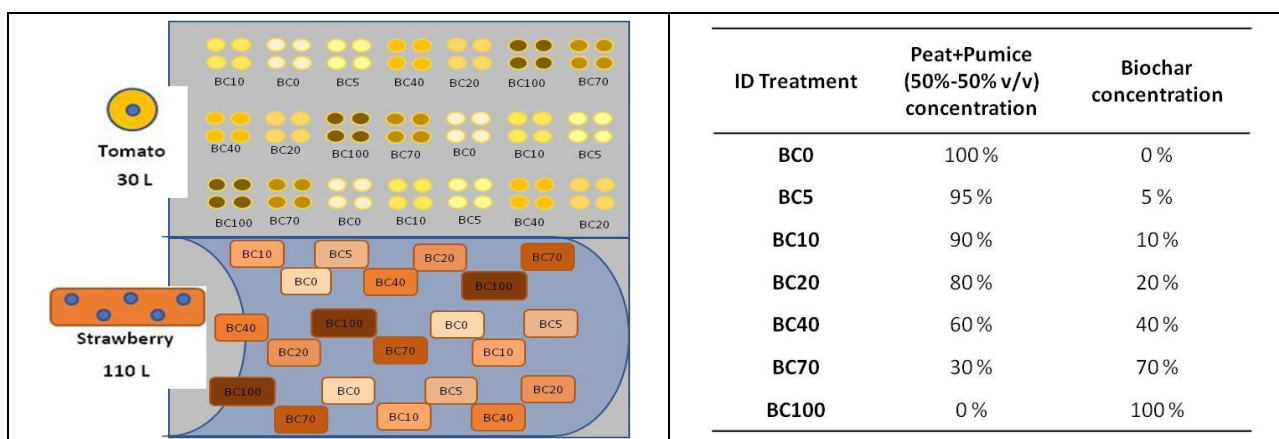 BC10 BC0 BC5 BC40 BC20 BC100 BC70
Tomato
30 L
BC40 BC20 BC100 BC70 BC0 BC10 BC5
BC100 BC70 BC0 BC10 BC5 BC40 BC20
BC10 BC5 BC20 BC70
BC0 BC40 BC100
Strawberry
110 L
BC40 BC100 BC0 BC5
BC20 BC70 BC10
BC100 BC0 BC5 BC20
BC70 BC10 BC40
ID Treatment
Peat+Pumice
(50%-50% v/v)
concentration
Biochar
concentration
BC0 100 % 0 %
BC5 95 % 5 %
BC10 90 % 10 %
BC20 80 % 20 %
BC40 60 % 40 %
BC70 30 % 70 %
BC100 0 % 100 %